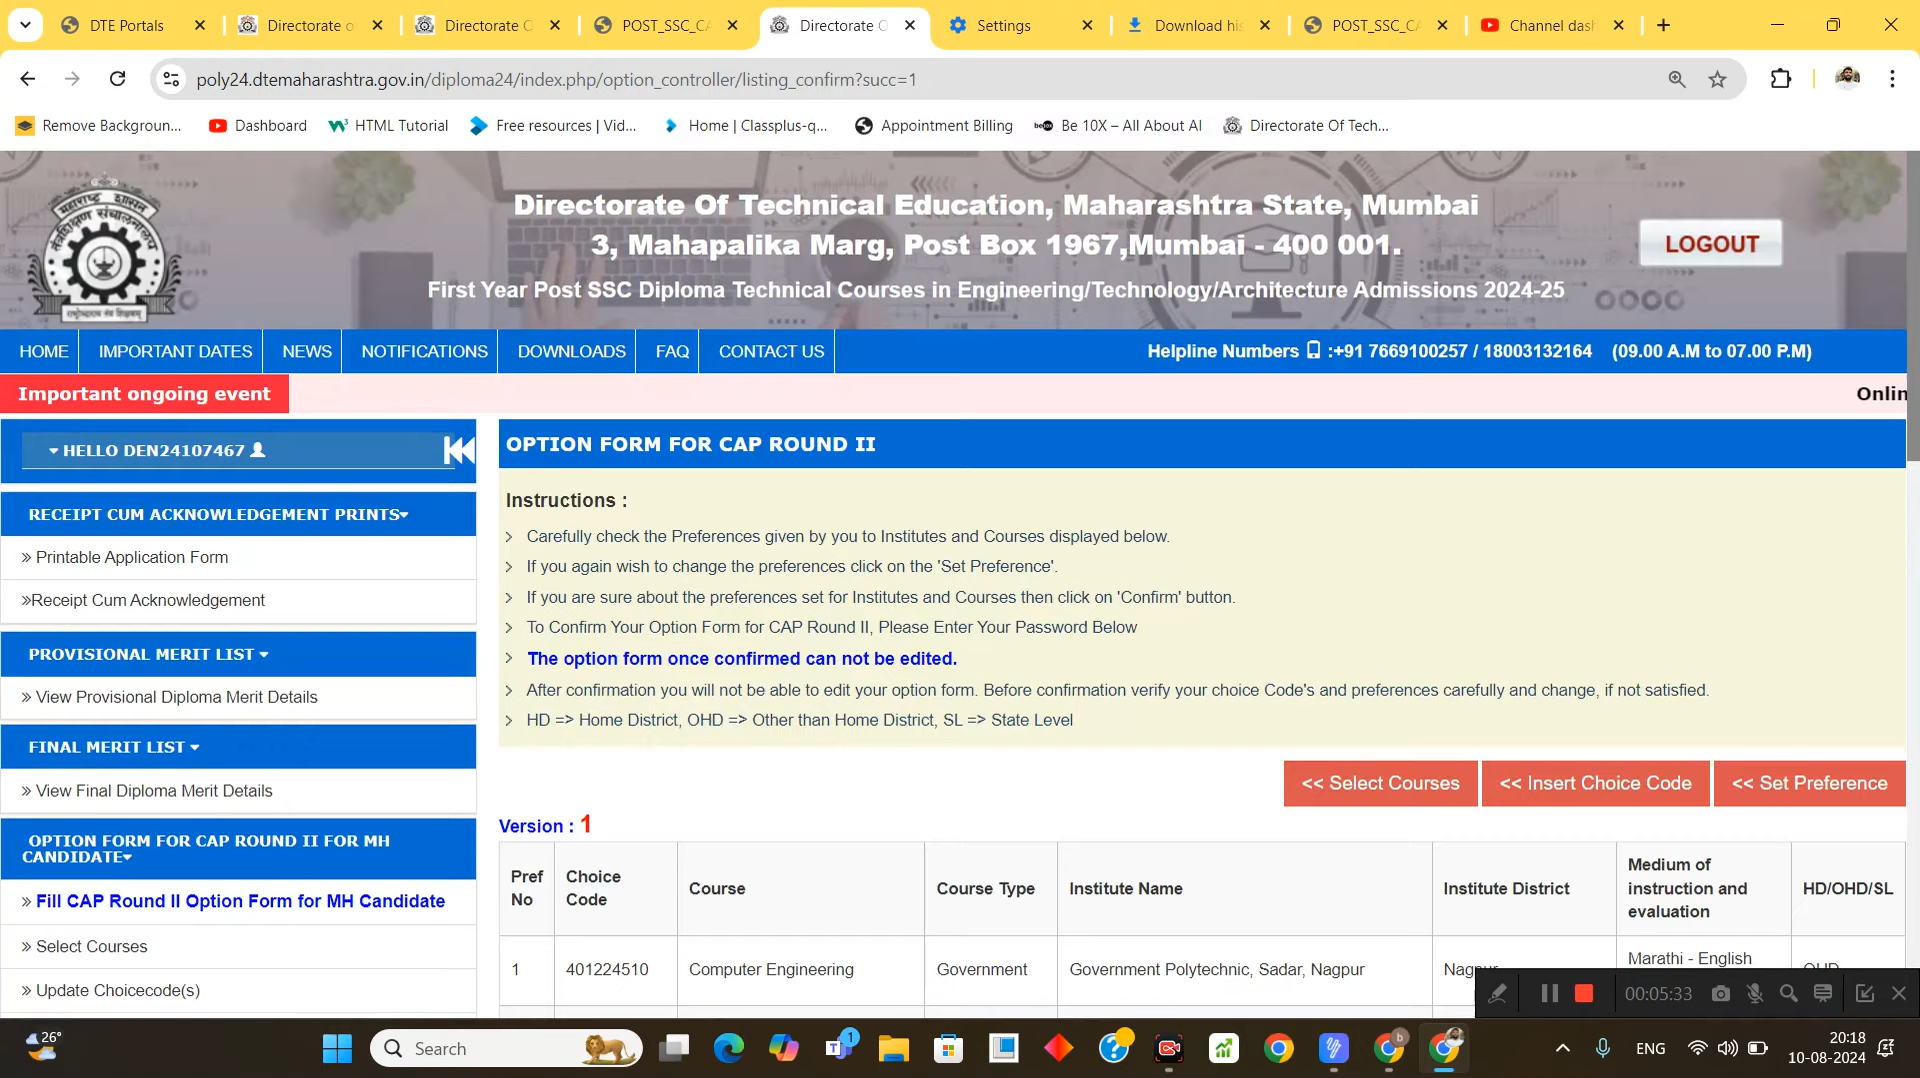 DTE Portals
Directorate o
Directorate O
POST_SSC_CA
Directorate O
Settings
Download his
POST_SSC_CA
Channel dash
poly24.dtemaharashtra.gov.in/diploma24/index.php/option_controller/listing_confirm?succ=1
Remove Backgroun...
Dashboard
HTML Tutorial
Free resources | Vid...
Home | Classplus-q...
Appointment Billing
Be 10X – All About AI
Directorate Of Tech...
Directorate Of Technical Education, Maharashtra State, Mumbai
3, Mahapalika Marg, Post Box 1967,Mumbai - 400 001.
First Year Post SSC Diploma Technical Courses in Engineering/Technology/Architecture Admissions 2024-25
LOGOUT
HOME
IMPORTANT DATES
NEWS
NOTIFICATIONS
DOWNLOADS
FAQ
CONTACT US
Helpline Numbers :+91 7669100257 / 18003132164 (09.00 A.M to 07.00 P.M)
Important ongoing event
Onlin
HELLO DEN24107467
RECEIPT CUM ACKNOWLEDGEMENT PRINTS
» Printable Application Form
»Receipt Cum Acknowledgement
PROVISIONAL MERIT LIST
» View Provisional Diploma Merit Details
FINAL MERIT LIST
» View Final Diploma Merit Details
OPTION FORM FOR CAP ROUND II FOR MH
CANDIDATE
» Fill CAP Round II Option Form for MH Candidate
» Select Courses
» Update Choicecode(s)
OPTION FORM FOR CAP ROUND II
Instructions :
Carefully check the Preferences given by you to Institutes and Courses displayed below.
If you again wish to change the preferences click on the 'Set Preference'.
If you are sure about the preferences set for Institutes and Courses then click on 'Confirm' button.
To Confirm Your Option Form for CAP Round II, Please Enter Your Password Below
The option form once confirmed can not be edited.
After confirmation you will not be able to edit your option form. Before confirmation verify your choice Code's and preferences carefully and change, if not satisfied.
HD => Home District, OHD => Other than Home District, SL => State Level
<< Select Courses
<< Insert Choice Code
<< Set Preference
Version : 1
Pref No
Choice Code
Course
Course Type
Institute Name
Institute District
Medium of instruction and evaluation
HD/OHD/SL
1
401224510
Computer Engineering
Government
Government Polytechnic, Sadar, Nagpur
Nagpur
Marathi - English
OHD
00:05:33
26°
Search
1
ENG
20:18
10-08-2024